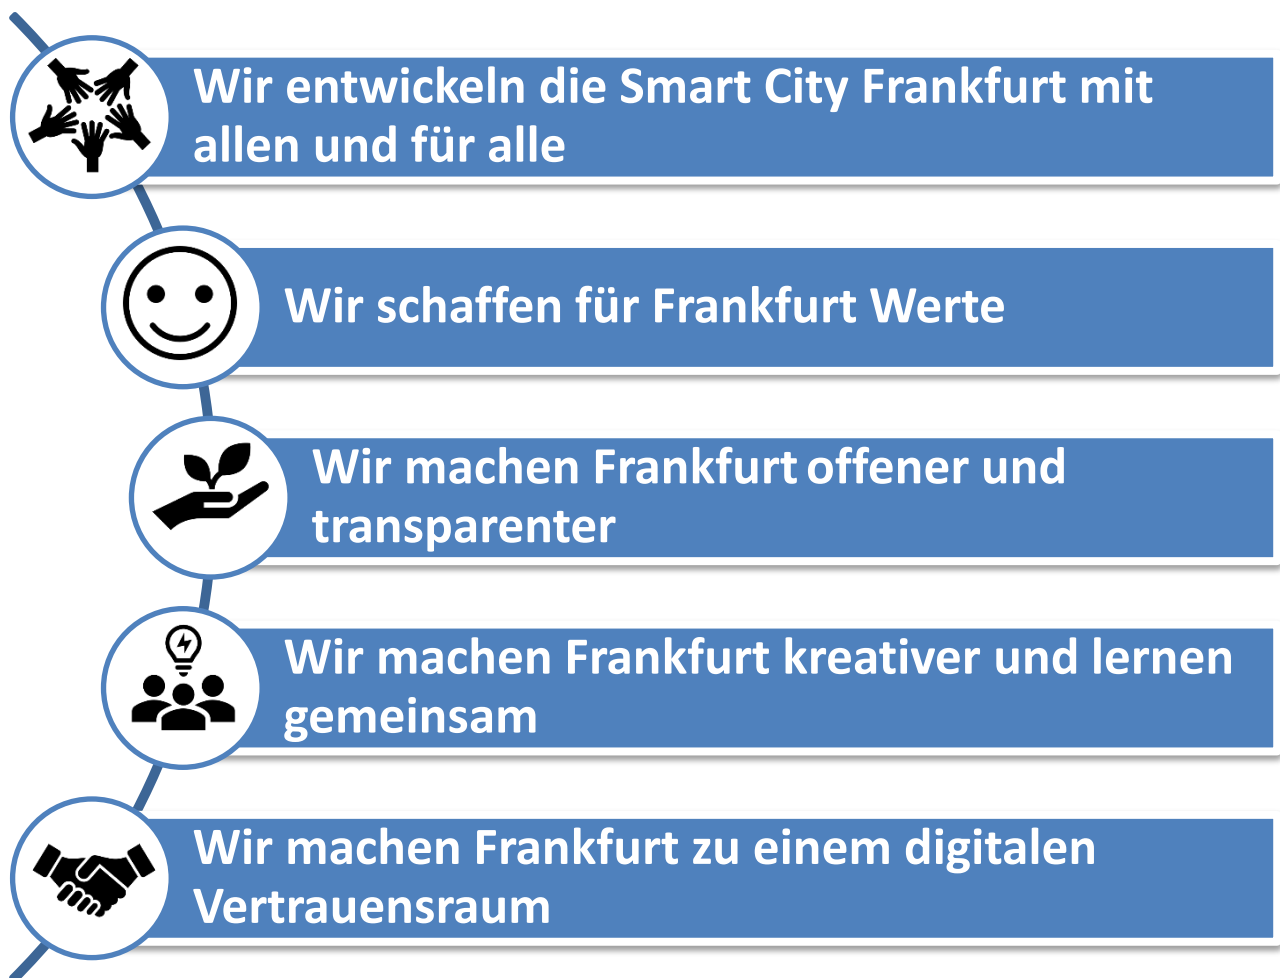 Wir entwickeln die Smart City Frankfurt mit
allen und für alle
Wir schaffen für Frankfurt Werte
Wir machen Frankfurt offener und
transparenter
Wir machen Frankfurt kreativer und lernen
gemeinsam
Wir machen Frankfurt zu einem digitalen
Vertrauensraum